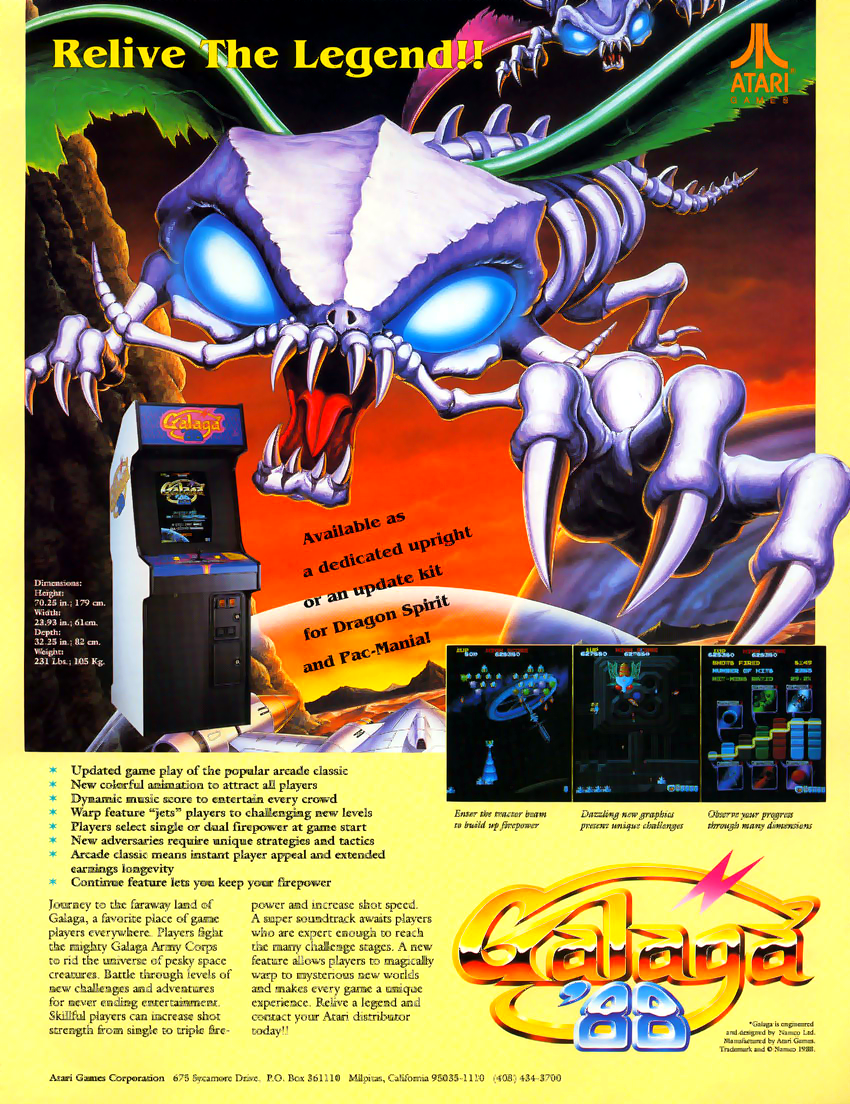 Relive The Legend!!
ATARI
GAMES
Galaga
Galaga
Available as
a dedicated upright
or an update kit
for Dragon Spirit
and Pac-Mania!
Dimensions:
Height:
70.25 in.; 179 cm.
Width:
23.93 in.; 61cm.
Depth:
32.25 in.; 82 cm.
Weight:
231 Lbs.; 105 Kg.
SHOTS FIRED
NUMBER OF HITS
HIT-MISS RATIO
Enter the tractor beam
to build up firepower
Dazzling new graphics
present unique challenges
Observe your progress
through many dimensions
* Updated game play of the popular arcade classic
* New colorful animation to attract all players
* Dynamic music score to entertain every crowd
* Warp feature "jets" players to challenging new levels
* Players select single or dual firepower at game start
* New adversaries require unique strategies and tactics
* Arcade classic means instant player appeal and extended
earnings longevity
* Continue feature lets you keep your firepower
Journey to the faraway land of
Galaga, a favorite place of game
players everywhere. Players fight
the mighty Galaga Army Corps
to rid the universe of pesky space
creatures. Battle through levels of
new challenges and adventures
for never ending entertainment.
Skillful players can increase shot
strength from single to triple fire-
power and increase shot speed.
A super soundtrack awaits players
who are expert enough to reach
the many challenge stages. A new
feature allows players to magically
warp to mysterious new worlds
and makes every game a unique
experience. Relive a legend and
contact your Atari distributor
today!!
Galaga
'88
*Galaga is engineered
and designed by Namco Ltd.
Manufactured by Atari Games.
Trademark and © Namco 1988.
Atari Games Corporation 675 Sycamore Drive. P.O. Box 361110 Milpitas, California 95035-1110 (408) 434-3700